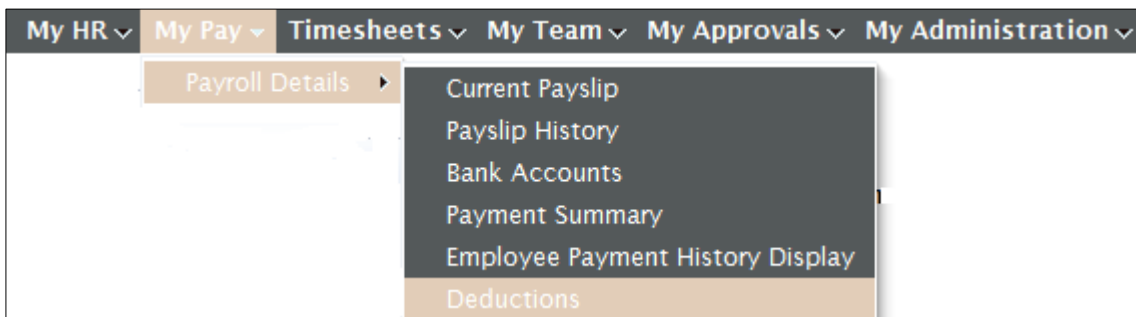 My HR My Pay Timesheets My Team My Approvals My Administration
Payroll Details
Current Payslip
Payslip History
Bank Accounts
Payment Summary
Employee Payment History Display
Deductions